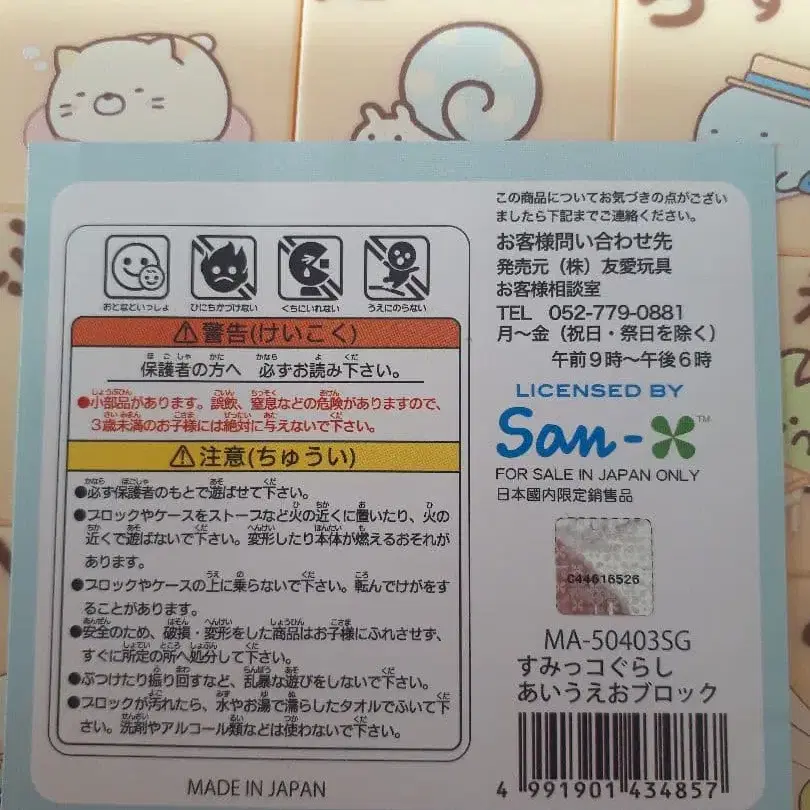 おとなといっしょ
ひにちかづけない
くちにいれない
うえにのらない
警告(けいこく)
保護者の方へ 必ずお読み下さい。
●小部品があります。誤飲、窒息などの危険がありますので、
3歳未満のお子様には絶対に与えないで下さい。
注意(ちゅうい)
●必ず保護者のもとで遊ばせて下さい。
●ブロックやケースをストーブなど火の近くに置いたり、火の
近くで遊ばないで下さい。変形したり本体が燃えるおそれが
あります。
●ブロックやケースの上に乗らないで下さい。転んでけがをす
ることがあります。
●安全のため、破損・変形をした商品はお子様にふれさせず、
すぐに所定の所へ処分して下さい。
●ぶつけたり振り回すなど、乱暴な遊びをしないで下さい。
●ブロックが汚れたら、水やお湯で濡らしたタオルでふいて下
さい。洗剤やアルコール類などは使わないで下さい。
MADE IN JAPAN
この商品についてお気づきの点がござい
ましたら下記までご連絡ください。
お客様問い合わせ先
発売元（株）友愛玩具
お客様相談室
TEL 052-779-0881
月～金（祝日・祭日を除く）
午前9時～午後6時
LICENSED BY
San-X TM
FOR SALE IN JAPAN ONLY
日本國内限定銷售品
C44616526
MA-50403SG
すみっコぐらし
あいうえおブロック
4 991901 434857